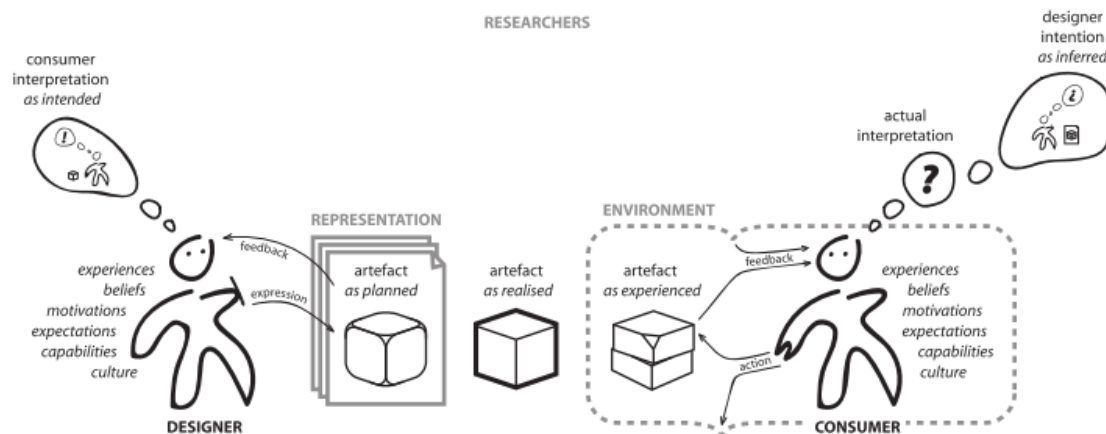 RESEARCHERS
consumer
interpretation
as intended
!
designer
intention
as inferred
¿
actual
interpretation
?
REPRESENTATION
ENVIRONMENT
feedback
expression
artefact
as planned
artefact
as realised
artefact
as experienced
feedback
action
experiences
beliefs
motivations
expectations
capabilities
culture
experiences
beliefs
motivations
expectations
capabilities
culture
DESIGNER
CONSUMER